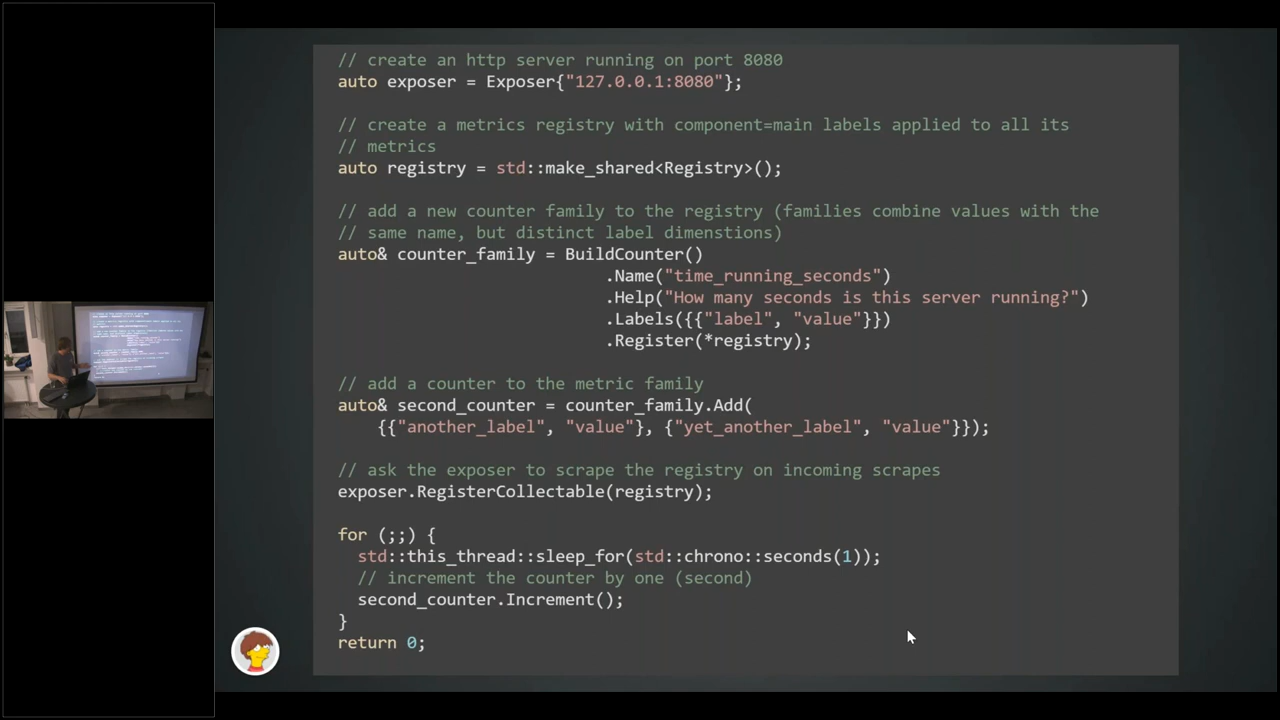 // create an http server running on port 8080
auto exposer = Exposer{"127.0.0.1:8080"};
// create a metrics registry with component=main labels applied to all its
// metrics
auto registry = std::make_shared<Registry>();
// add a new counter family to the registry (families combine values with the
// same name, but distinct label dimenstions)
auto& counter_family = BuildCounter()
.Name("time_running_seconds")
.Help("How many seconds is this server running?")
.Labels({{"label", "value"}})
.Register(*registry);
// add a counter to the metric family
auto& second_counter = counter_family.Add(
{{"another_label", "value"}, {"yet_another_label", "value"}});
// ask the exposer to scrape the registry on incoming scrapes
exposer.RegisterCollectable(registry);
for (;;) {
std::this_thread::sleep_for(std::chrono::seconds(1));
// increment the counter by one (second)
second_counter.Increment();
}
return 0;